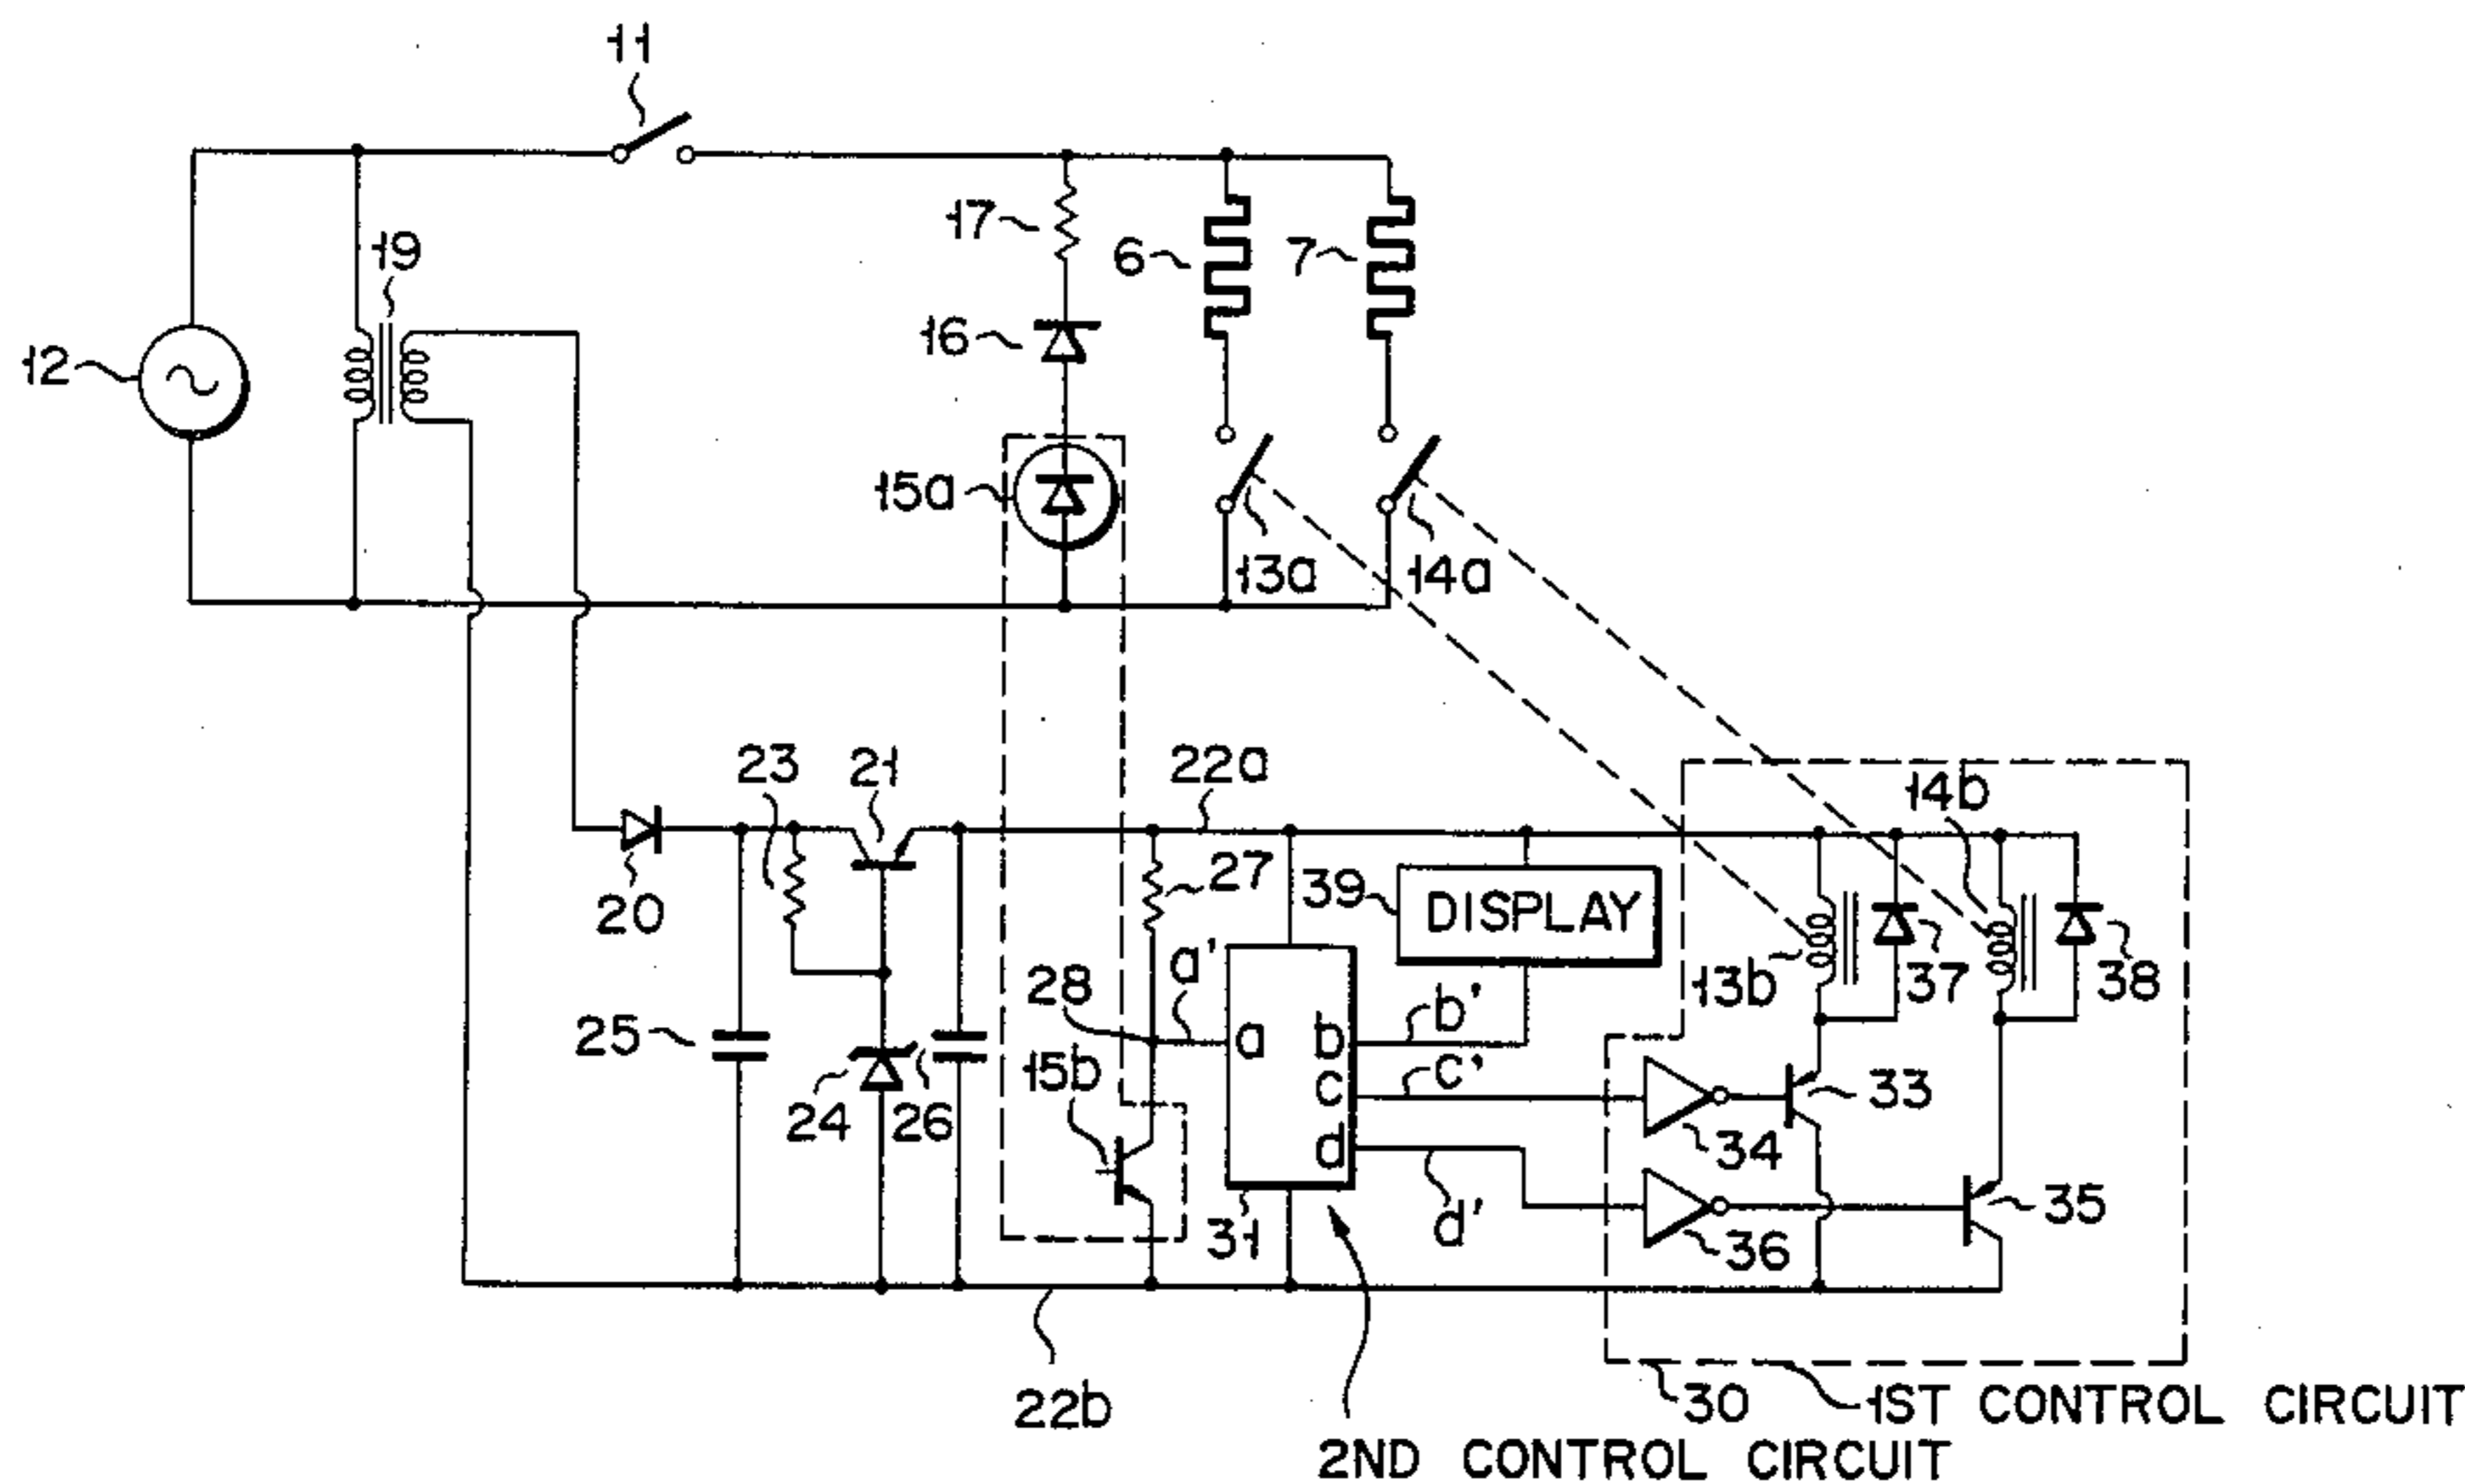 11
17
6
7
19
16
12
15a
13a
14a
23
21
22a
14b
27
39
DISPLAY
20
a'
13b
37
38
28
25
a
b
b'
15b
c
c'
33
24
26
d
34
d'
35
31
36
22b
30
1ST CONTROL CIRCUIT
2ND CONTROL CIRCUIT